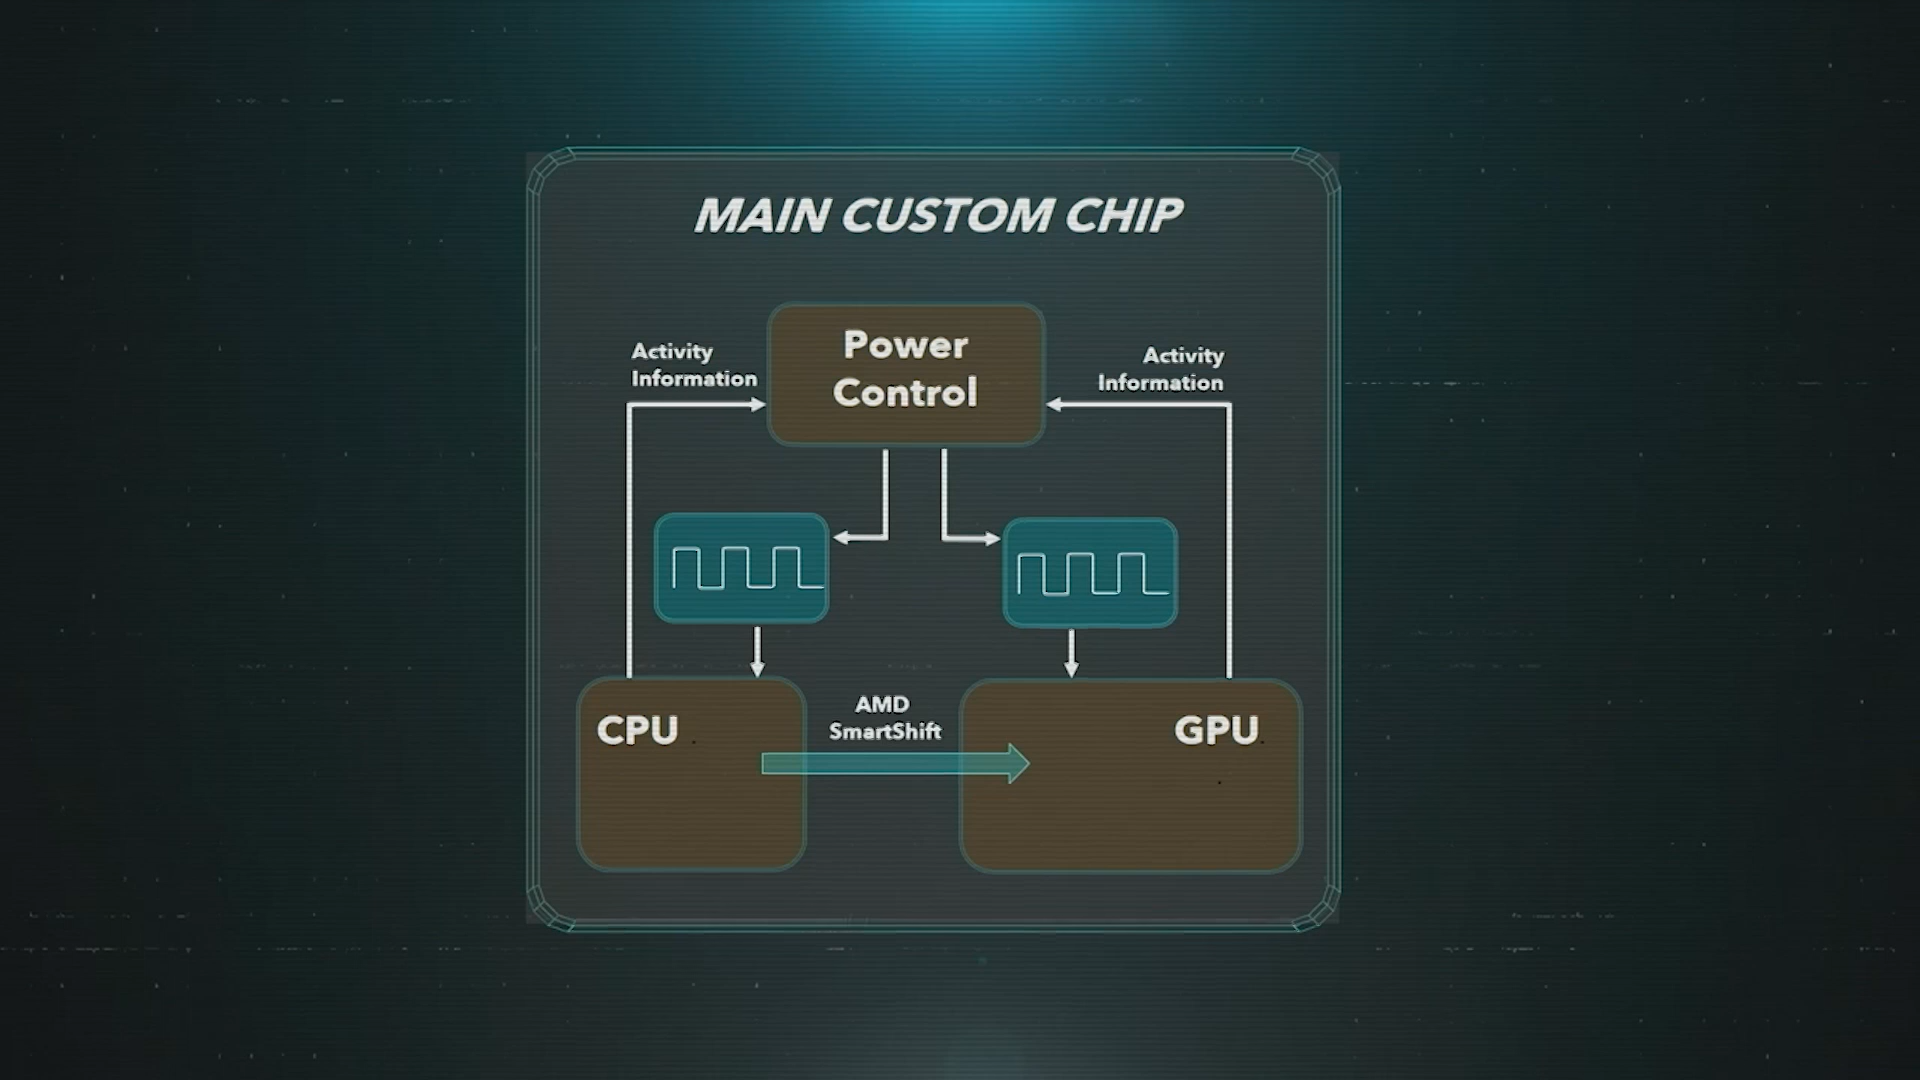 MAIN CUSTOM CHIP
Power
Control
Activity
Information
Activity
Information
CPU
AMD
SmartShift
GPU